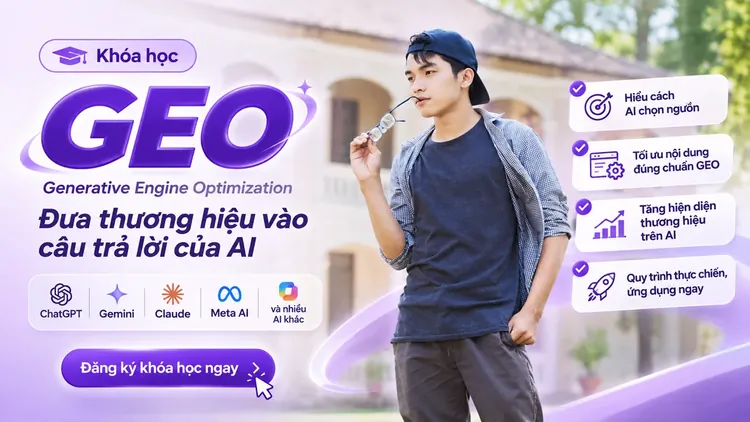 Khóa học
GEO
Generative Engine Optimization
Đưa thương hiệu vào
câu trả lời của AI
ChatGPT
Gemini
Claude
Meta AI
và nhiều
AI khác
Đăng ký khóa học ngay
Hiểu cách
AI chọn nguồn
Tối ưu nội dung
đúng chuẩn GEO
Tăng hiện diện
thương hiệu
trên AI
Quy trình thực chiến,
ứng dụng ngay